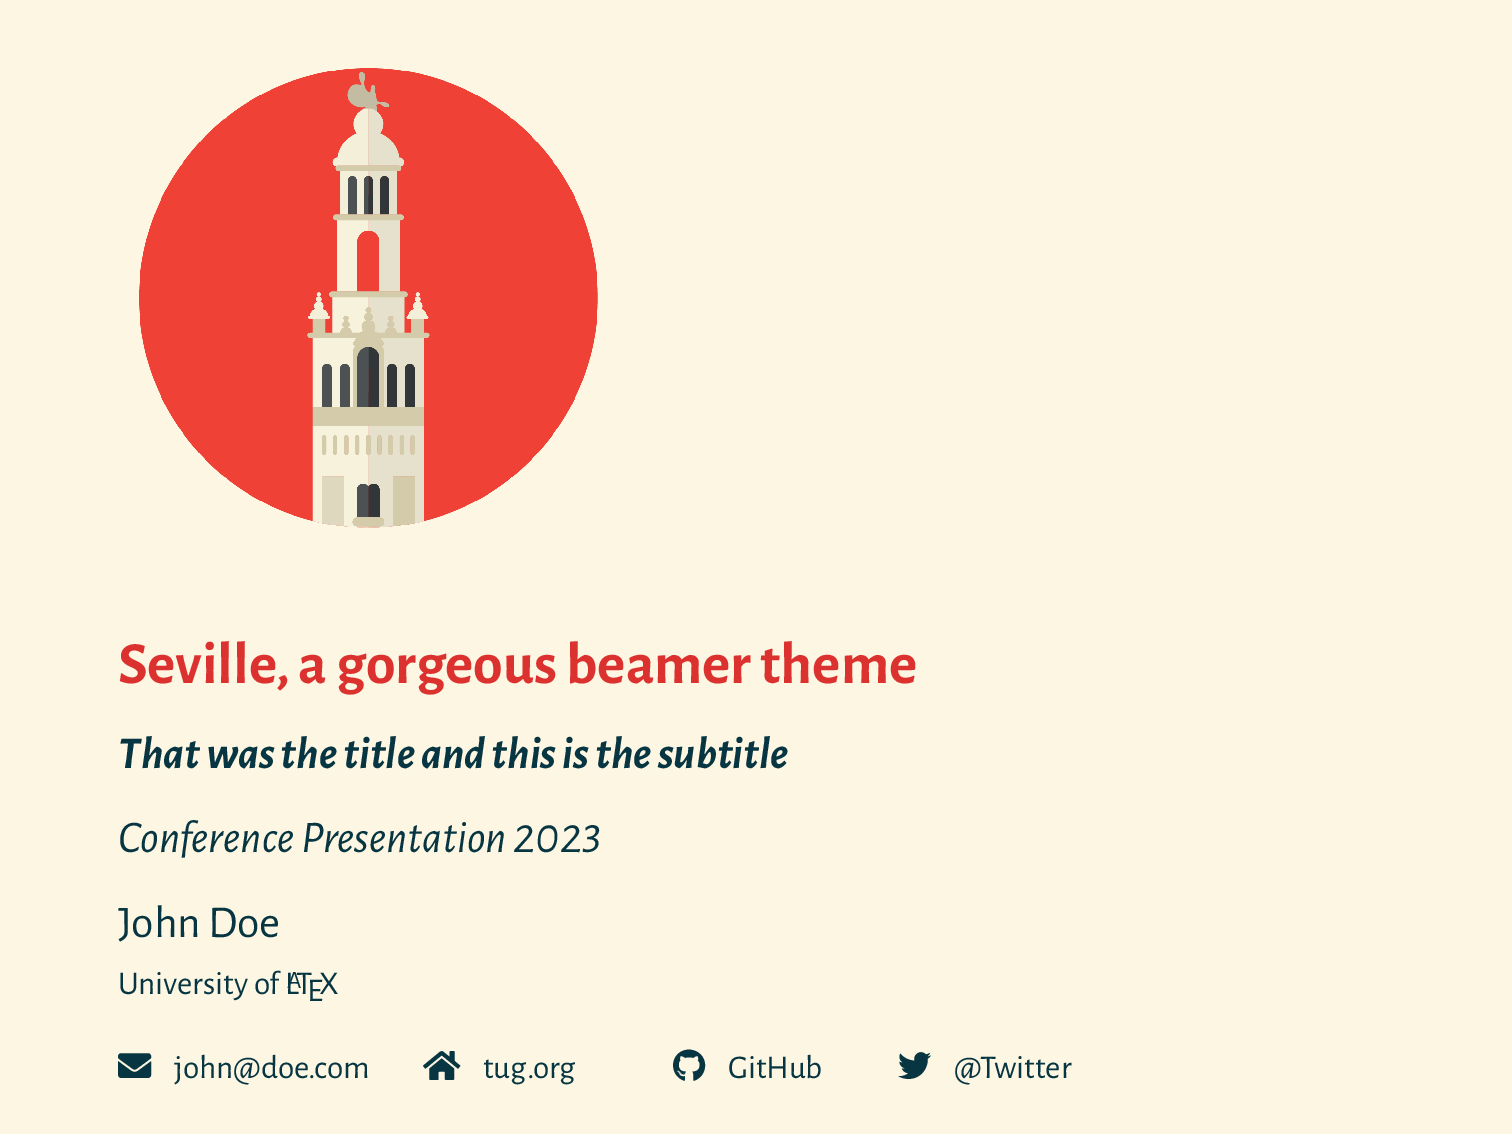 Seville, a gorgeous beamer theme
That was the title and this is the subtitle
Conference Presentation 2023
John Doe
University of LATEX
john@doe.com tug.org GitHub @Twitter